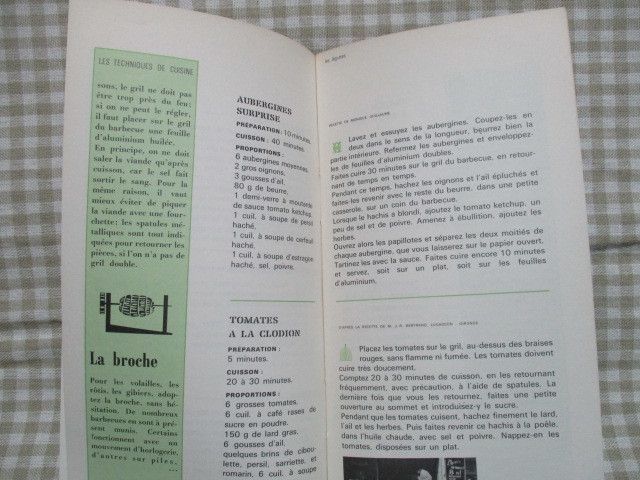 LES TECHNIQUES DE CUISINE
sous, le gril ne doit pas
être trop près du feu;
si on ne peut le régler,
il faut placer sur le gril
du barbecue une feuille
d'aluminium huilée.
En principe, on ne doit
saler la viande qu'après
cuisson, car le sel fait
sortir le sang. Pour la
même raison, il vaut
mieux éviter de piquer
la viande avec une four-
chette; les spatules mé-
talliques sont tout indi-
quées pour retourner les
pièces, si l'on n'a pas de
gril double.
La broche
Pour les volailles, les
rôtis, les gibiers, adop-
tez la broche, sans hé-
sitation. De nombreux
barbecues en sont à pré-
sent munis. Certains
fonctionnent avec un
mouvement d'horlogerie,
d'autres sur piles,
...
AUBERGINES
SURPRISE
PRÉPARATION : 10 minutes.
CUISSON : 40 minutes.
PROPORTIONS :
6 aubergines moyennes,
2 gros oignons,
3 gousses d'ail,
80 g de beurre,
1 demi-verre à moutarde
de sauce tomato ketchup,
1 cuil. à soupe de persil
haché,
1 cuil. à soupe de cerfeuil
haché,
1 cuil. à soupe d'estragon
haché, sel, poivre.
TOMATES
A LA CLODION
PRÉPARATION :
5 minutes.
CUISSON :
20 à 30 minutes.
PROPORTIONS :
6 grosses tomates,
6 cuil. à café rases de
sucre en poudre,
150 g de lard gras,
6 gousses d'ail,
quelques brins de cibou-
lette, persil, sarriette et
romarin, 6 cuil. à soupe
les légumes
RECETTE DE GUILLAUME
Lavez et essuyez les aubergines. Coupez-les en
deux dans le sens de la longueur, beurrez bien la
partie intérieure. Refermez les aubergines et enveloppez-
les de feuilles d'aluminium doubles.
Faites cuire 30 minutes sur le gril du barbecue, en retour-
nant de temps en temps.
Pendant ce temps, hachez les oignons et l'ail épluchés et
faites-les revenir avec le reste du beurre, dans une petite
casserole, sur un coin du barbecue.
Lorsque le hachis a blondi, ajoutez le tomato ketchup, un
peu de sel et de poivre. Amenez à ébullition, ajoutez les
herbes.
Ouvrez alors les papillotes et séparez les deux moitiés de
chaque aubergine, que vous laisserez sur le papier ouvert.
Tartinez les avec la sauce. Faites cuire encore 10 minutes
et servez, soit sur un plat, soit sur les feuilles
d'aluminium.
D'APRÈS LA RECETTE DE M. J.-P. BERTRAND
Placez les tomates sur le gril, au-dessus des braises
rouges, sans flamme ni fumée. Les tomates doivent
cuire très doucement.
Comptez 20 à 30 minutes de cuisson, en les retournant
fréquemment, avec précaution, à l'aide de spatules. La
dernière fois que vous les retournez, faites une petite
ouverture au sommet et introduisez-y le sucre.
Pendant que les tomates cuisent, hachez finement le lard,
l'ail et les herbes. Puis faites revenir ce hachis à la poêle,
dans l'huile chaude, avec sel et poivre. Nappez-en les
tomates, disposées sur un plat.